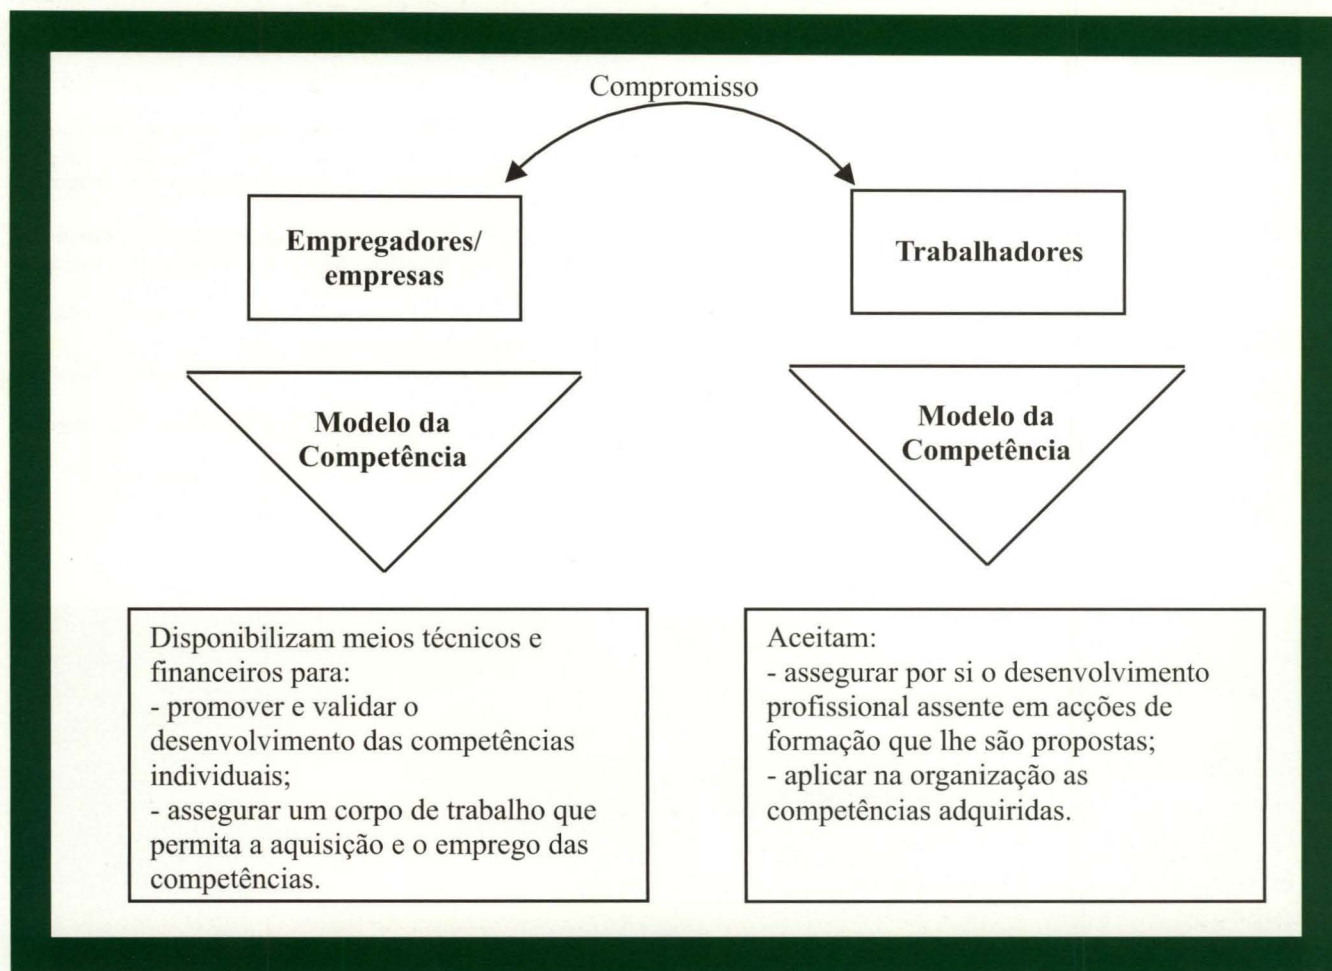 Compromisso
Empregadores/
empresas
Trabalhadores
Modelo da
Competência
Modelo da
Competência
Disponibilizam meios técnicos e
financeiros para:
- promover e validar o
desenvolvimento das competências
individuais;
- assegurar um corpo de trabalho que
permita a aquisição e o emprego das
competências.
Aceitam:
- assegurar por si o desenvolvimento
profissional assente em acções de
formação que lhe são propostas;
- aplicar na organização as
competências adquiridas.